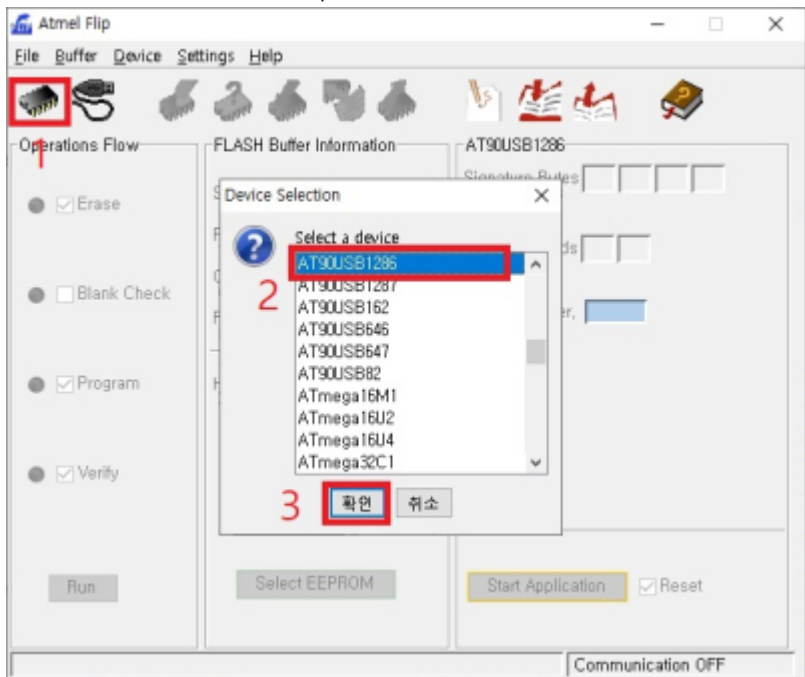 Atmel Flip
File Buffer Device Settings Help
1
Operations Flow
FLASH Buffer Information
AT90USB1286
Signature Bytes
Erase
Blank Check
Program
Verify
Run
Device Selection
Select a device
2
AT90USB1286
AT90USB1287
AT90USB162
AT90USB646
AT90USB647
AT90USB82
ATmega16M1
ATmega16U2
ATmega16U4
ATmega32C1
3
확인 취소
Select EEPROM
Start Application
Reset
Communication OFF